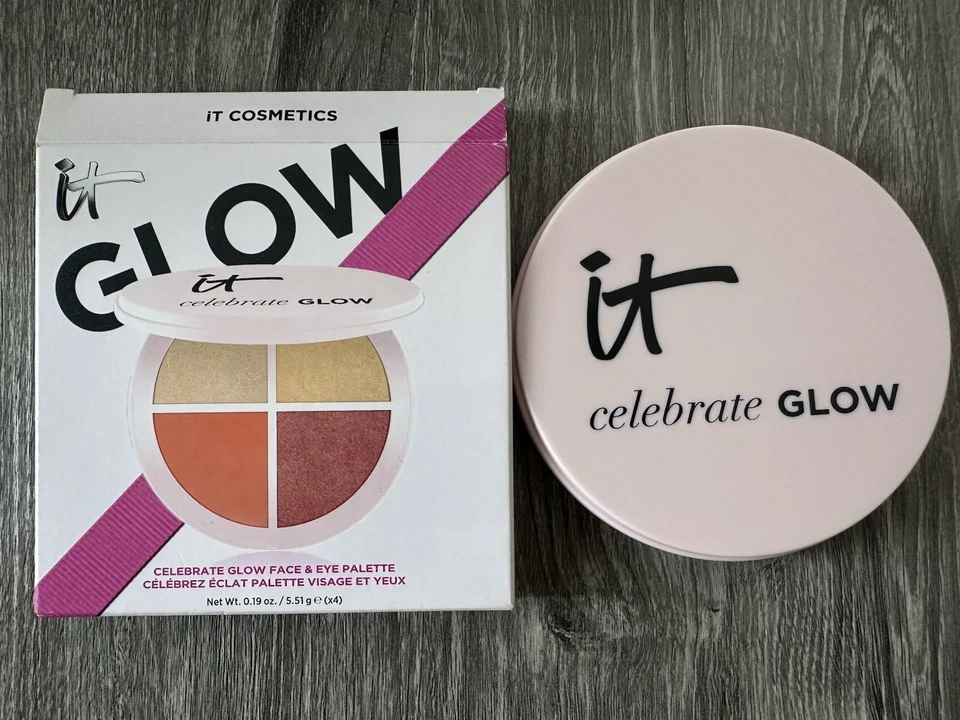 iT COSMETICS
it
GLOW
it
celebrate GLOW
CELEBRATE GLOW FACE & EYE PALETTE
CÉLÉBREZ ÉCLAT PALETTE VISAGE ET YEUX
Net Wt. 0.19 oz. / 5.51 g ℮ (x4)
it
celebrate GLOW